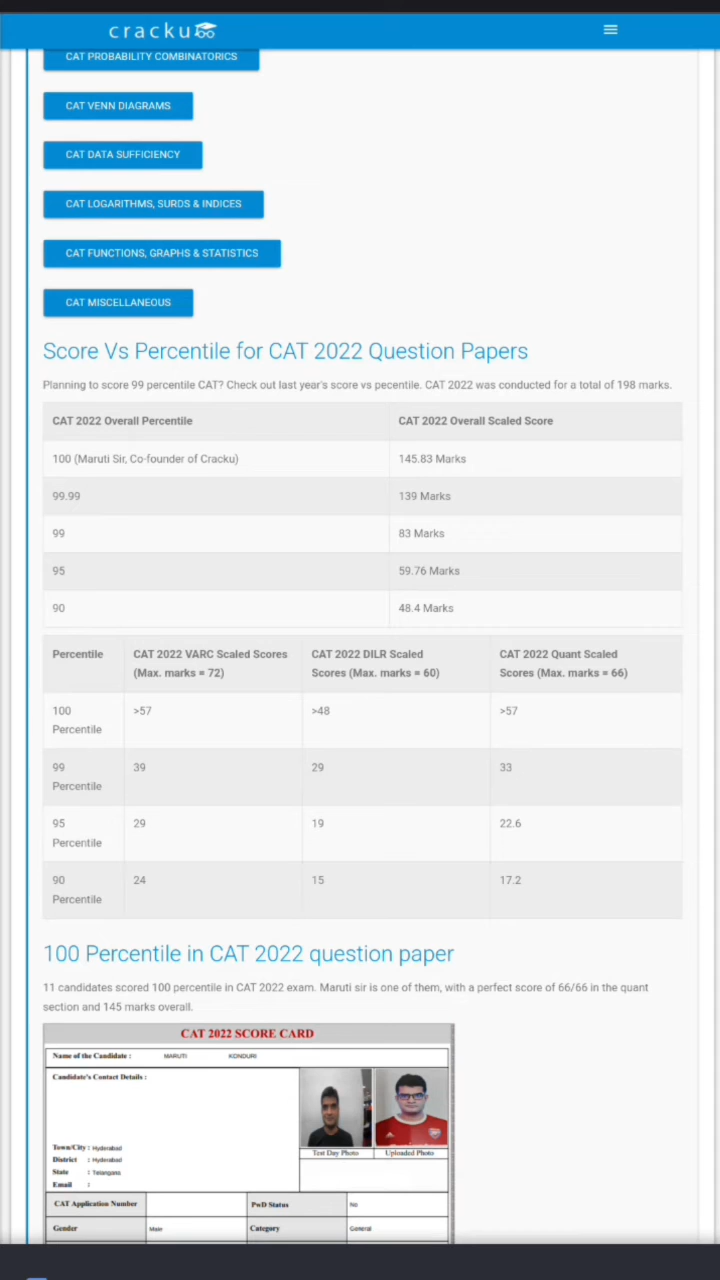 cracku
CAT PROBABILITY COMBINATORICS
CAT VENN DIAGRAMS
CAT DATA SUFFICIENCY
CAT LOGARITHMS, SURDS & INDICES
CAT FUNCTIONS, GRAPHS & STATISTICS
CAT MISCELLANEOUS
Score Vs Percentile for CAT 2022 Question Papers
Planning to score 99 percentile CAT? Check out last year's score vs pecentile. CAT 2022 was conducted for a total of 198 marks.
CAT 2022 Overall Percentile CAT 2022 Overall Scaled Score
100 (Maruti Sir, Co-founder of Cracku) 145.83 Marks
99.99 139 Marks
99 83 Marks
95 59.76 Marks
90 48.4 Marks
Percentile CAT 2022 VARC Scaled Scores CAT 2022 DILR Scaled CAT 2022 Quant Scaled
(Max. marks = 72) Scores (Max. marks = 60) Scores (Max. marks = 66)
100 >57 >48 >57
Percentile
99 39 29 33
Percentile
95 29 19 22.6
Percentile
90 24 15 17.2
Percentile
100 Percentile in CAT 2022 question paper
11 candidates scored 100 percentile in CAT 2022 exam. Maruti sir is one of them, with a perfect score of 66/66 in the quant
section and 145 marks overall.
CAT 2022 SCORE CARD
Name of the Candidate : MARUTI KONDURI
Candidate's Contact Details :
Test Day Photo Uploaded Photo
Town/City : Hyderabad
District : Hyderabad
State : Telangana
Email :
CAT Application Number PwD Status No
Gender Male Category General